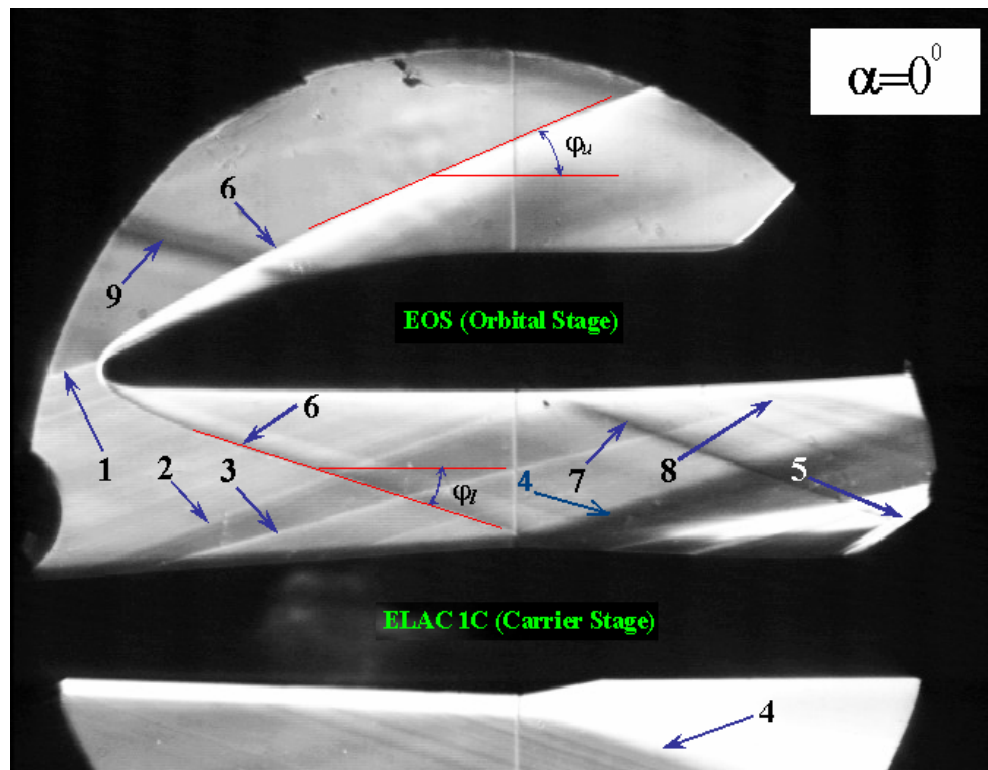 α=0⁰
φu
6
9
EOS (Orbital Stage)
6
1
2
3
4
7
8
5
φl
ELAC 1C (Carrier Stage)
4